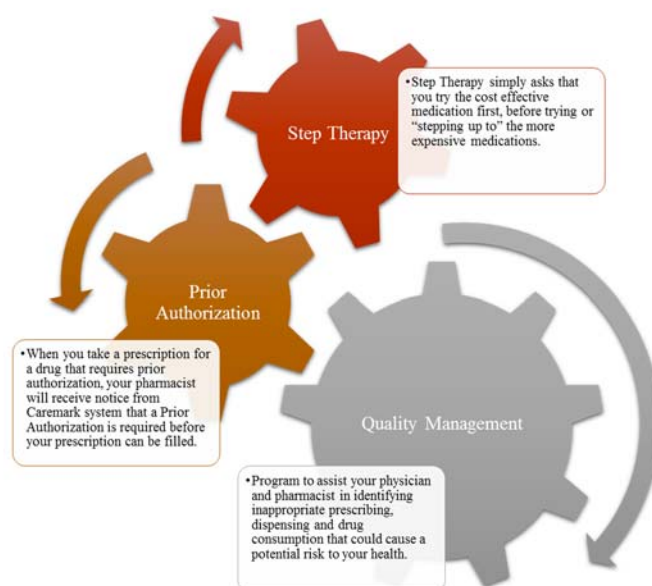 Step Therapy
•Step Therapy simply asks that
you try the cost effective
medication first, before trying or
“stepping up to” the more
expensive medications.
Prior
Authorization
•When you take a prescription for
a drug that requires prior
authorization, your pharmacist
will receive notice from
Caremark system that a Prior
Authorization is required before
your prescription can be filled.
Quality Management
•Program to assist your physician
and pharmacist in identifying
inappropriate prescribing,
dispensing and drug
consumption that could cause a
potential risk to your health.